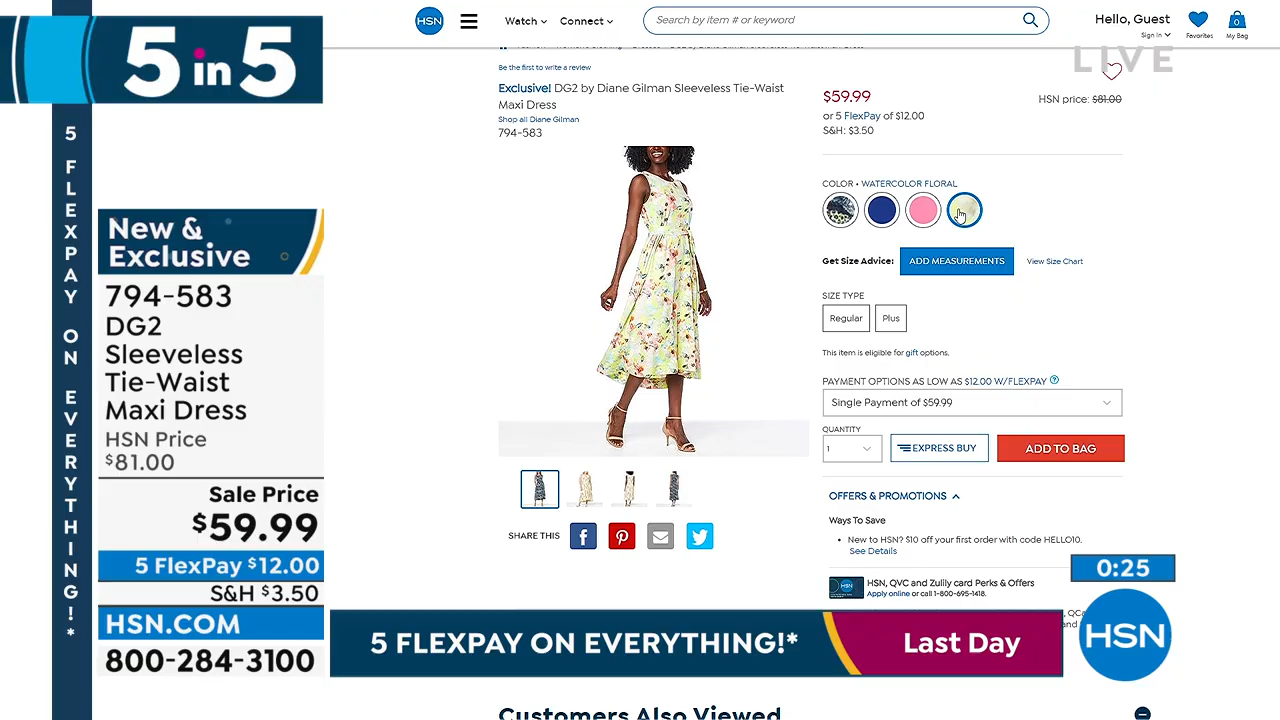 5 in 5
5 FLEXPAY ON EVERYTHING!*
New &
Exclusive
794-583
DG2
Sleeveless
Tie-Waist
Maxi Dress
HSN Price
$81.00
Sale Price
$59.99
5 FlexPay $12.00
S&H $3.50
HSN.COM
800-284-3100
HSN
Watch
Connect
Search by item # or keyword
Hello, Guest
Sign In
Favorites
0
My Bag
LIVE
Be the first to write a review
Exclusive! DG2 by Diane Gilman Sleeveless Tie-Waist
Maxi Dress
Shop all Diane Gilman
794-583
SHARE THIS
$59.99
HSN price: $81.00
or 5 FlexPay of $12.00
S&H: $3.50
COLOR • WATERCOLOR FLORAL
Get Size Advice:
ADD MEASUREMENTS
View Size Chart
SIZE TYPE
Regular
Plus
This item is eligible for gift options.
PAYMENT OPTIONS AS LOW AS $12.00 W/FLEXPAY
Single Payment of $59.99
QUANTITY
1
EXPRESS BUY
ADD TO BAG
OFFERS & PROMOTIONS
Ways To Save
• New to HSN? $10 off your first order with code HELLO10.
See Details
HSN, QVC and Zulily card Perks & Offers
Apply online or call 1-800-695-1418.
0:25
5 FLEXPAY ON EVERYTHING!*
Last Day
HSN
Customers Also Viewed